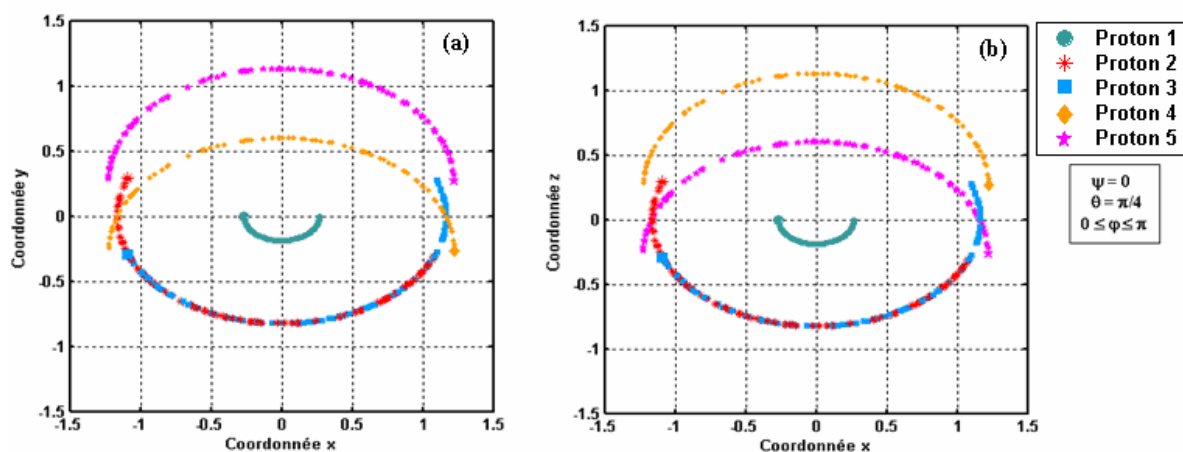 (a)
1.5
1
0.5
0
-0.5
-1
-1.5
Coordonnée y
-1.5 -1 -0.5 0 0.5 1 1.5
Coordonnée x
(b)
1.5
1
0.5
0
-0.5
-1
-1.5
Coordonnée z
-1.5 -1 -0.5 0 0.5 1 1.5
Coordonnée x
Proton 1
Proton 2
Proton 3
Proton 4
Proton 5
ψ = 0
θ = π/4
0 ≤ φ ≤ π